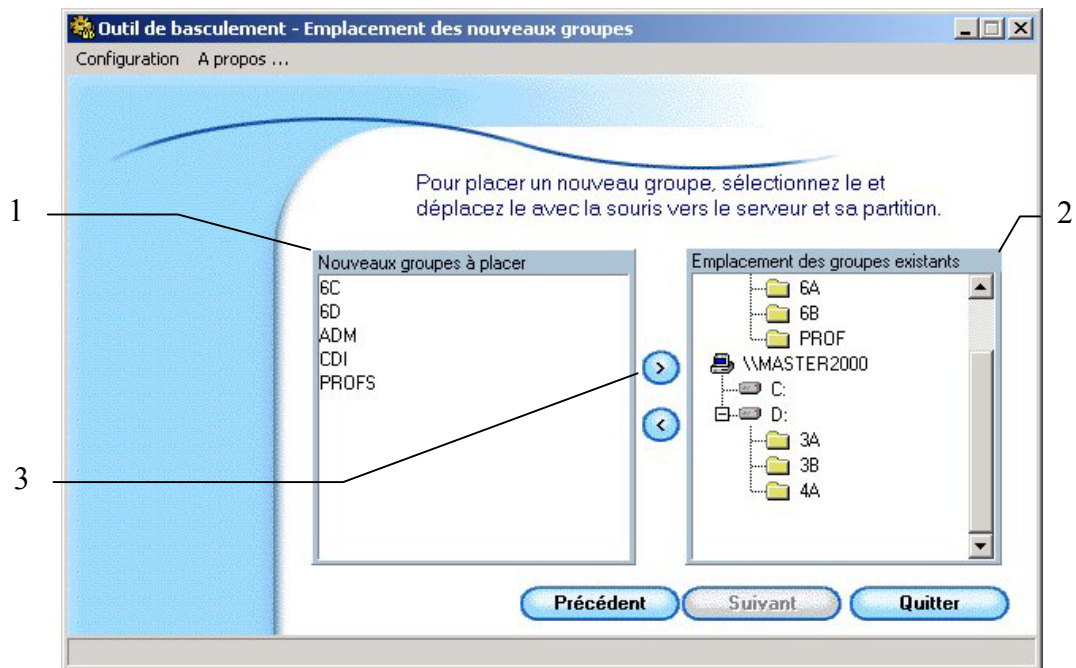 Outil de basculement - Emplacement des nouveaux groupes
Configuration A propos ...
Pour placer un nouveau groupe, sélectionnez le et
déplacez le avec la souris vers le serveur et sa partition.
1
2
Nouveaux groupes à placer
6C
6D
ADM
CDI
PROFS
3
Emplacement des groupes existants
6A
6B
PROF
\\MASTER2000
C:
D:
3A
3B
4A
Précédent
Suivant
Quitter